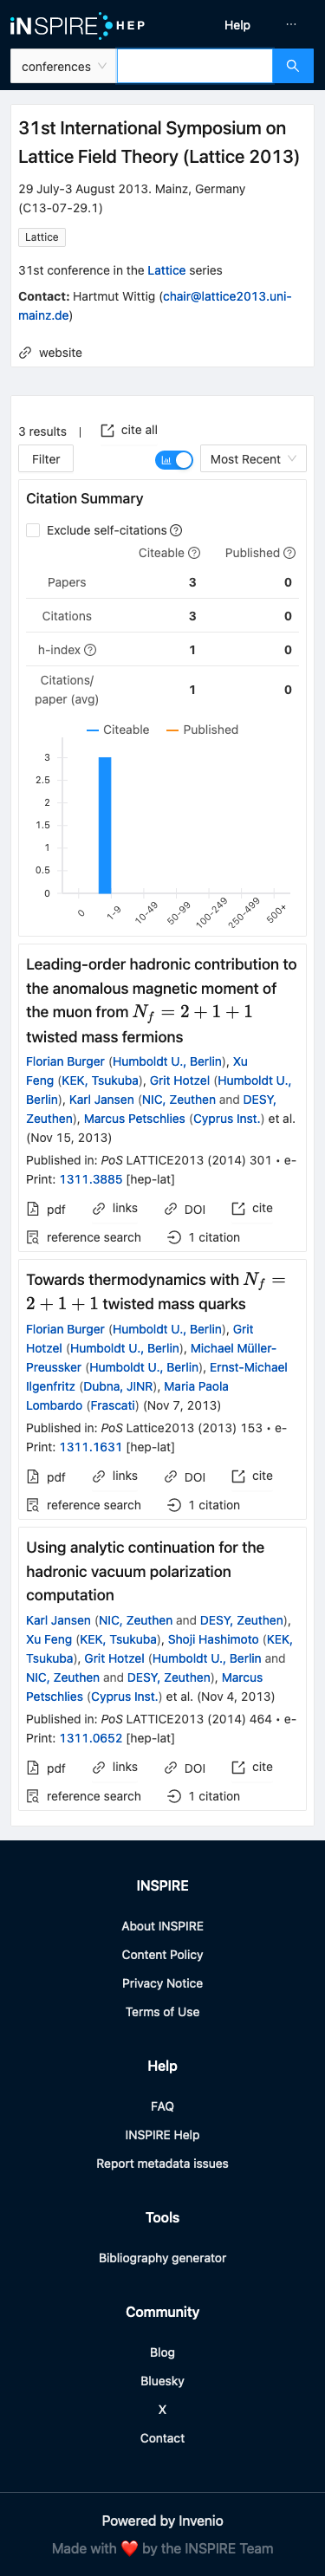 iNSPIRE HEP
Help
...
conferences
31st International Symposium on
Lattice Field Theory (Lattice 2013)
29 July-3 August 2013. Mainz, Germany
(C13-07-29.1)
Lattice
31st conference in the Lattice series
Contact: Hartmut Wittig (chair@lattice2013.uni-
mainz.de)
website
3 results | cite all
Filter
Most Recent
Citation Summary
Exclude self-citations
Citeable Published
Papers 3 0
Citations 3 0
h-index 1 0
Citations/
paper (avg) 1 0
Citeable Published
3
2.5
2
1.5
1
0.5
0
0 1-9 10-49 50-99 100-249 250-499 500+
Leading-order hadronic contribution to
the anomalous magnetic moment of
the muon from N_f = 2 + 1 + 1
twisted mass fermions
Florian Burger (Humboldt U., Berlin), Xu
Feng (KEK, Tsukuba), Grit Hotzel (Humboldt U.,
Berlin), Karl Jansen (NIC, Zeuthen and DESY,
Zeuthen), Marcus Petschlies (Cyprus Inst.) et al.
(Nov 15, 2013)
Published in: PoS LATTICE2013 (2014) 301 • e-
Print: 1311.3885 [hep-lat]
pdf links DOI cite
reference search 1 citation
Towards thermodynamics with N_f =
2 + 1 + 1 twisted mass quarks
Florian Burger (Humboldt U., Berlin), Grit
Hotzel (Humboldt U., Berlin), Michael Müller-
Preussker (Humboldt U., Berlin), Ernst-Michael
Ilgenfritz (Dubna, JINR), Maria Paola
Lombardo (Frascati) (Nov 7, 2013)
Published in: PoS Lattice2013 (2013) 153 • e-
Print: 1311.1631 [hep-lat]
pdf links DOI cite
reference search 1 citation
Using analytic continuation for the
hadronic vacuum polarization
computation
Karl Jansen (NIC, Zeuthen and DESY, Zeuthen),
Xu Feng (KEK, Tsukuba), Shoji Hashimoto (KEK,
Tsukuba), Grit Hotzel (Humboldt U., Berlin and
NIC, Zeuthen and DESY, Zeuthen), Marcus
Petschlies (Cyprus Inst.) et al. (Nov 4, 2013)
Published in: PoS LATTICE2013 (2014) 464 • e-
Print: 1311.0652 [hep-lat]
pdf links DOI cite
reference search 1 citation
INSPIRE
About INSPIRE
Content Policy
Privacy Notice
Terms of Use
Help
FAQ
INSPIRE Help
Report metadata issues
Tools
Bibliography generator
Community
Blog
Bluesky
X
Contact
Powered by Invenio
Made with ❤️ by the INSPIRE Team